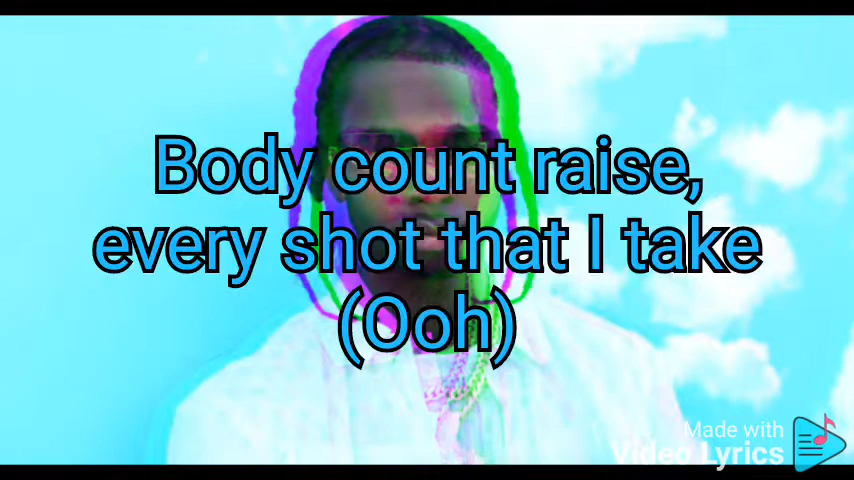 Body count raise,
every shot that I take
(Ooh)
Made with
Video Lyrics